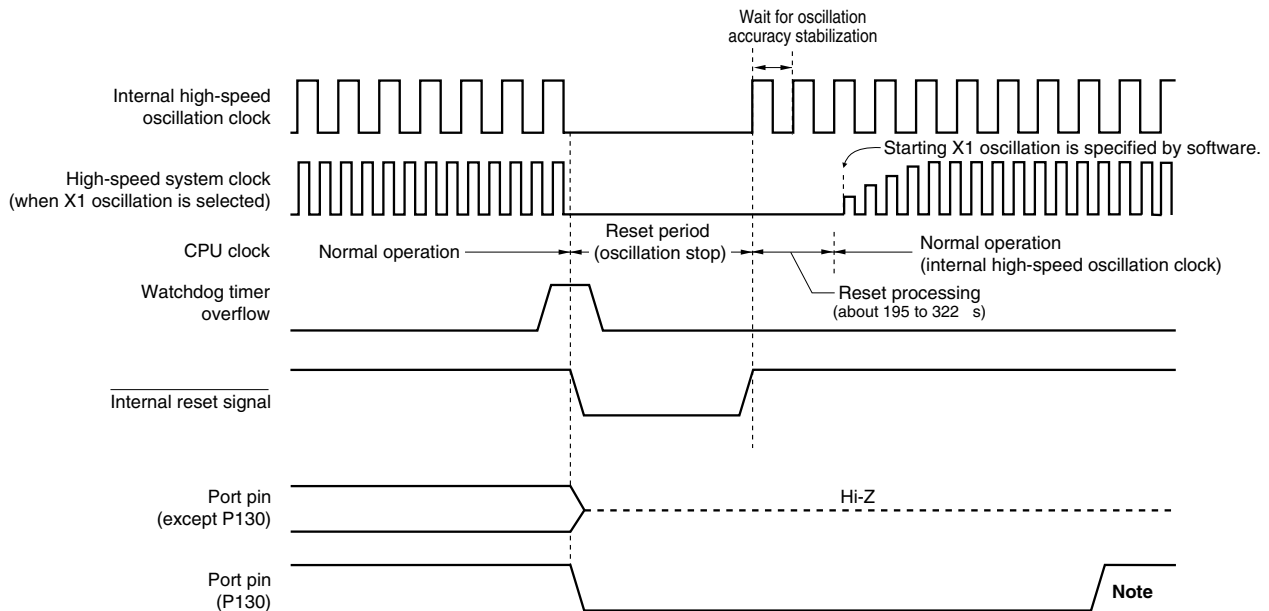 Wait for oscillation
accuracy stabilization
Internal high-speed
oscillation clock
Starting X1 oscillation is specified by software.
High-speed system clock
(when X1 oscillation is selected)
CPU clock
Normal operation
Reset period
(oscillation stop)
Normal operation
(internal high-speed oscillation clock)
Reset processing
(about 195 to 322 s)
Watchdog timer
overflow
Internal reset signal
Port pin
(except P130)
Hi-Z
Port pin
(P130)
Note